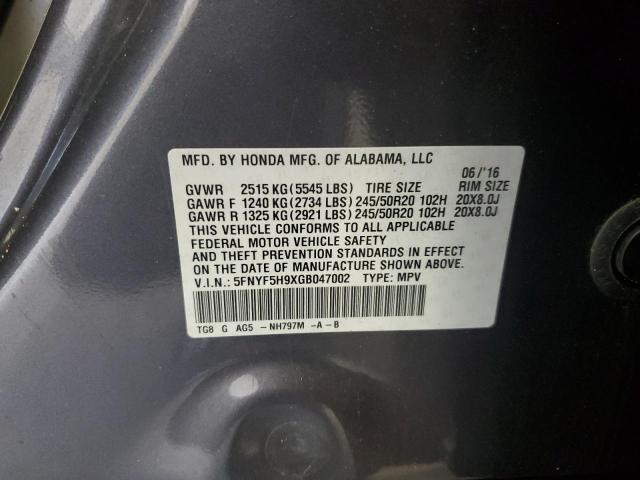 MFD. BY HONDA MFG. OF ALABAMA, LLC
06/'16
GVWR 2515 KG (5545 LBS) TIRE SIZE RIM SIZE
GAWR F 1240 KG (2734 LBS) 245/50R20 102H 20X8.0J
GAWR R 1325 KG (2921 LBS) 245/50R20 102H 20X8.0J
THIS VEHICLE CONFORMS TO ALL APPLICABLE
FEDERAL MOTOR VEHICLE SAFETY
AND THEFT PREVENTION STANDARDS IN EFFECT
ON THE DATE OF MANUFACTURE SHOWN ABOVE.
V.I.N.: 5FNYF5H9XGB047002 TYPE: MPV
TG8 G AG5 -NH797M -A-B